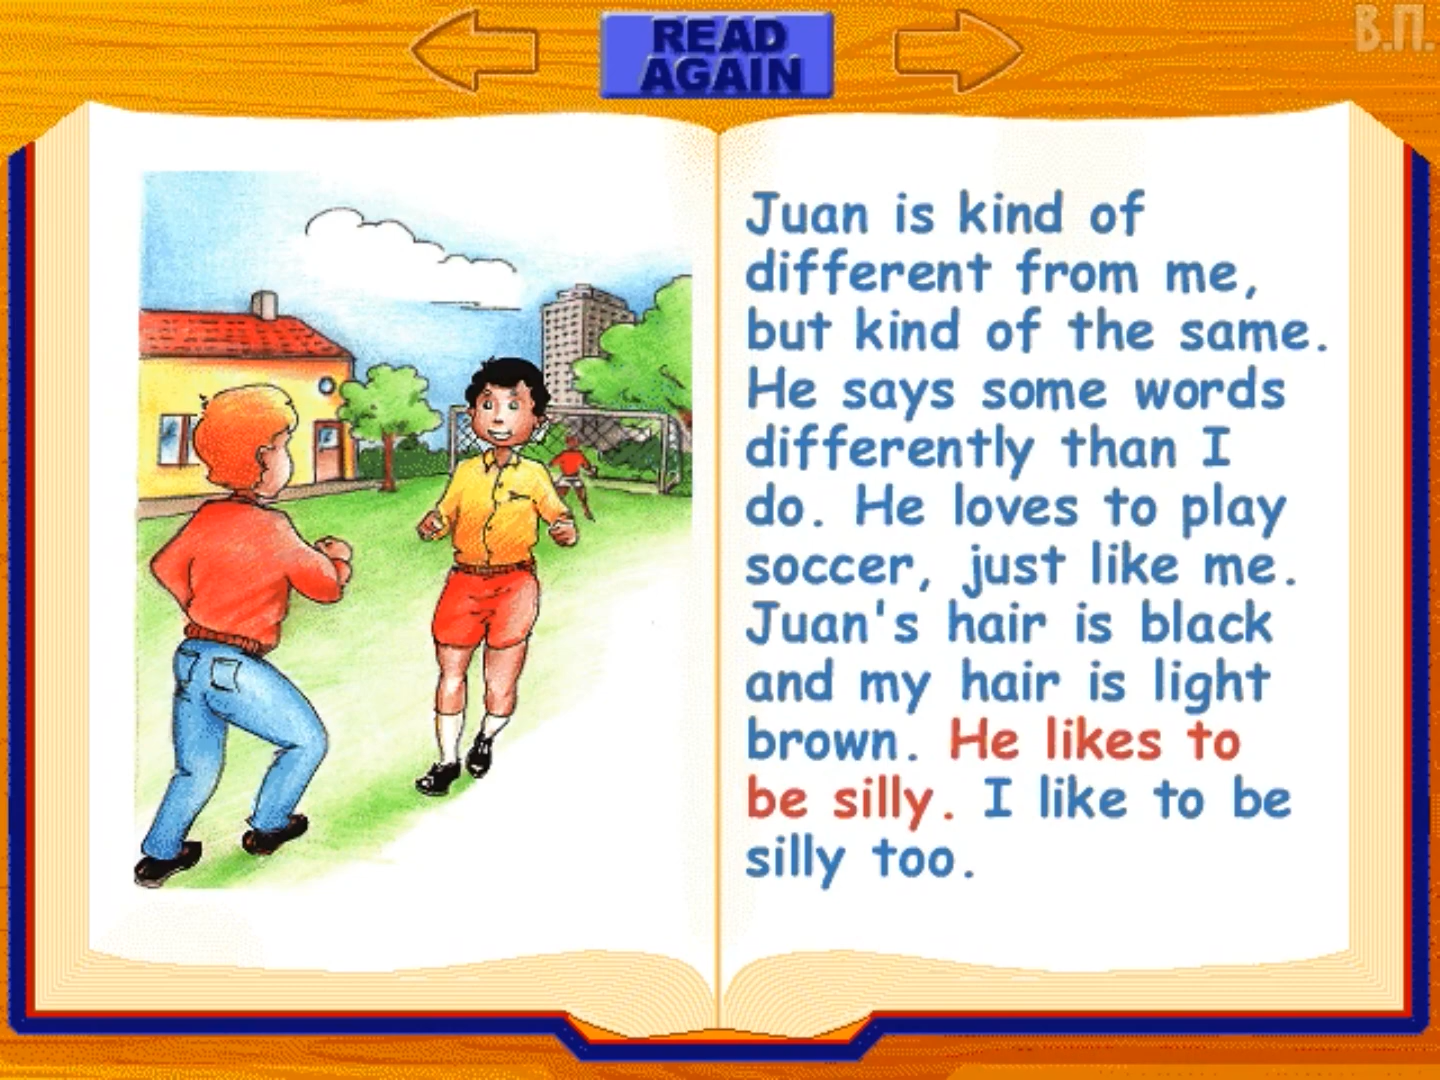 READ
AGAIN
В.П.
Juan is kind of
different from me,
but kind of the same.
He says some words
differently than I
do. He loves to play
soccer, just like me.
Juan's hair is black
and my hair is light
brown. He likes to
be silly. I like to be
silly too.